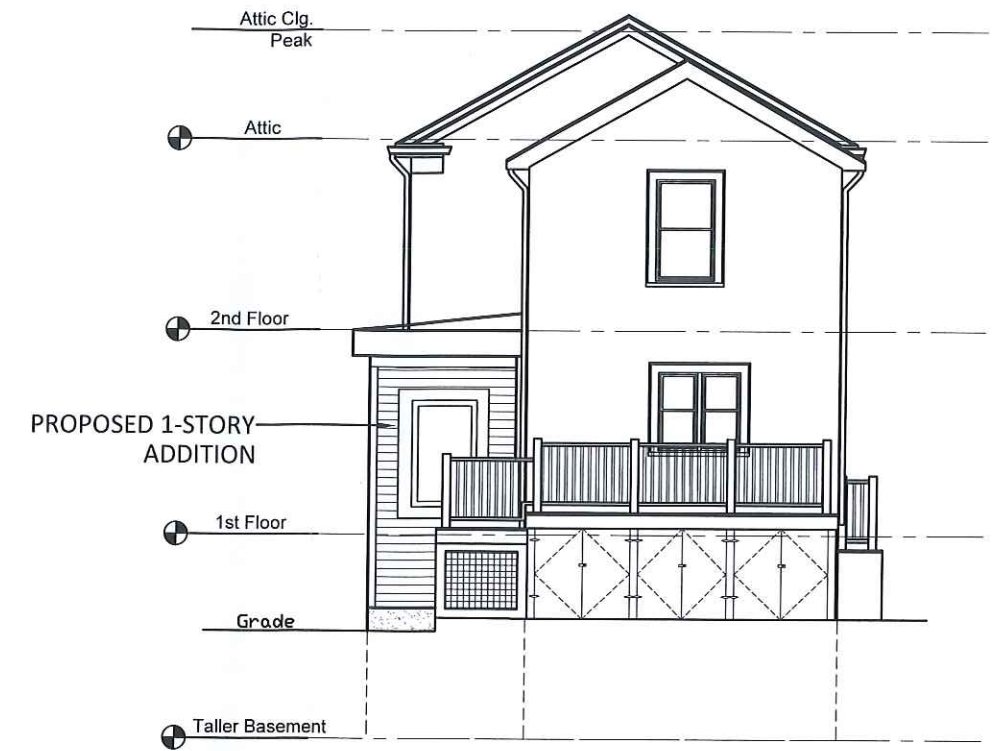 Attic Clg.
Peak
Attic
2nd Floor
PROPOSED 1-STORY
ADDITION
1st Floor
Grade
Taller Basement